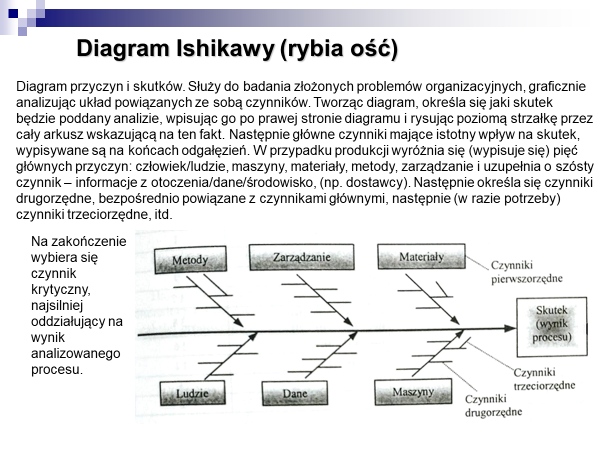 Diagram Ishikawy (rybia ość)
Diagram przyczyn i skutków. Służy do badania złożonych problemów organizacyjnych, graficznie
analizując układ powiązanych ze sobą czynników. Tworząc diagram, określa się jaki skutek
będzie poddany analizie, wpisując go po prawej stronie diagramu i rysując poziomą strzałkę przez
cały arkusz wskazującą na ten fakt. Następnie główne czynniki mające istotny wpływ na skutek,
wypisywane są na końcach odgałęzień. W przypadku produkcji wyróżnia się (wypisuje się) pięć
głównych przyczyn: człowiek/ludzie, maszyny, materiały, metody, zarządzanie i uzupełnia o szósty
czynnik – informacje z otoczenia/dane/środowisko, (np. dostawcy). Następnie określa się czynniki
drugorzędne, bezpośrednio powiązane z czynnikami głównymi, następnie (w razie potrzeby)
czynniki trzeciorzędne, itd.
Na zakończenie
wybiera się
czynnik
krytyczny,
najsilniej
oddziałujący na
wynik
analizowanego
procesu.
Metody
Zarządzanie
Materiały
Czynniki
pierwszorzędne
Skutek
(wynik
procesu)
Czynniki
trzeciorzędne
Ludzie
Dane
Maszyny
Czynniki
drugorzędne